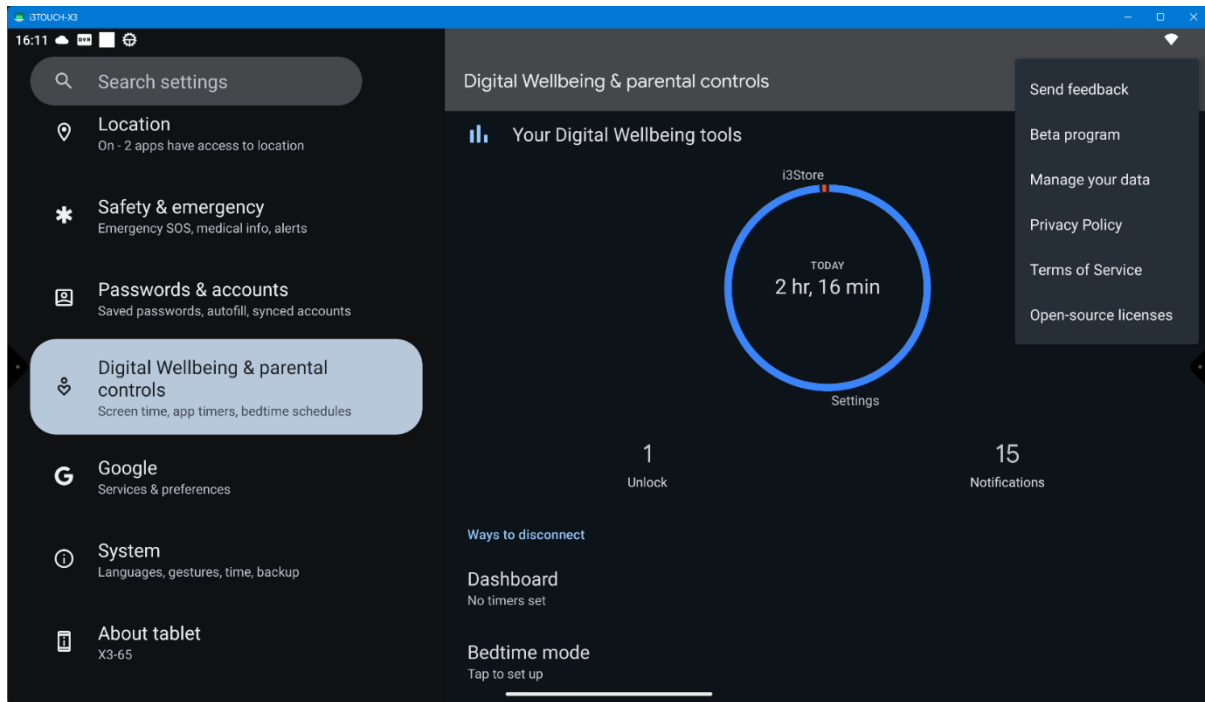 i3TOUCH-X3
16:11
DVR
Search settings
Location
On - 2 apps have access to location
Safety & emergency
Emergency SOS, medical info, alerts
Passwords & accounts
Saved passwords, autofill, synced accounts
Digital Wellbeing & parental
controls
Screen time, app timers, bedtime schedules
Google
Services & preferences
System
Languages, gestures, time, backup
About tablet
X3-65
Digital Wellbeing & parental controls
Your Digital Wellbeing tools
i3Store
TODAY
2 hr, 16 min
Settings
1
Unlock
15
Notifications
Ways to disconnect
Dashboard
No timers set
Bedtime mode
Tap to set up
Send feedback
Beta program
Manage your data
Privacy Policy
Terms of Service
Open-source licenses